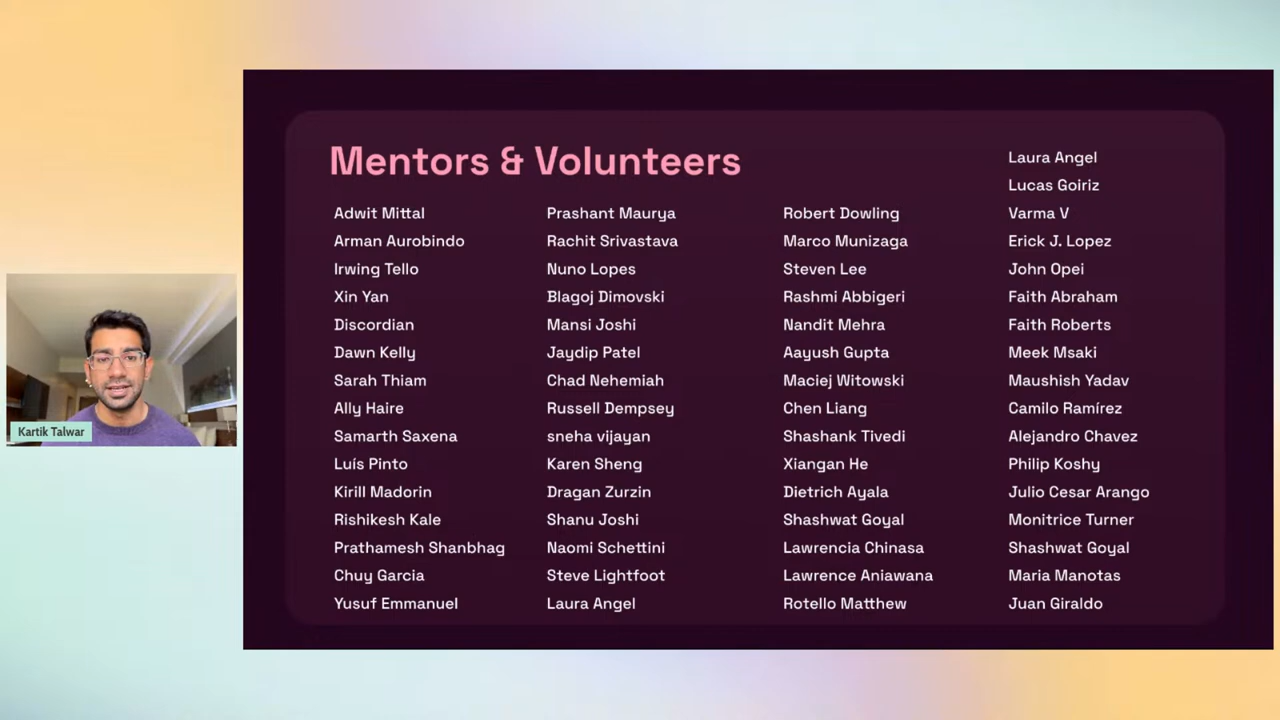 Mentors & Volunteers
Adwit Mittal
Arman Aurobindo
Irwing Tello
Xin Yan
Discordian
Dawn Kelly
Sarah Thiam
Ally Haire
Samarth Saxena
Luís Pinto
Kirill Madorin
Rishikesh Kale
Prathamesh Shanbhag
Chuy Garcia
Yusuf Emmanuel
Prashant Maurya
Rachit Srivastava
Nuno Lopes
Blagoj Dimovski
Mansi Joshi
Jaydip Patel
Chad Nehemiah
Russell Dempsey
sneha vijayan
Karen Sheng
Dragan Zurzin
Shanu Joshi
Naomi Schettini
Steve Lightfoot
Laura Angel
Robert Dowling
Marco Munizaga
Steven Lee
Rashmi Abbigeri
Nandit Mehra
Aayush Gupta
Maciej Witowski
Chen Liang
Shashank Tivedi
Xiangan He
Dietrich Ayala
Shashwat Goyal
Lawrencia Chinasa
Lawrence Aniawana
Rotello Matthew
Laura Angel
Lucas Goiriz
Varma V
Erick J. Lopez
John Opei
Faith Abraham
Faith Roberts
Meek Msaki
Maushish Yadav
Camilo Ramírez
Alejandro Chavez
Philip Koshy
Julio Cesar Arango
Monitrice Turner
Shashwat Goyal
Maria Manotas
Juan Giraldo
Kartik Talwar